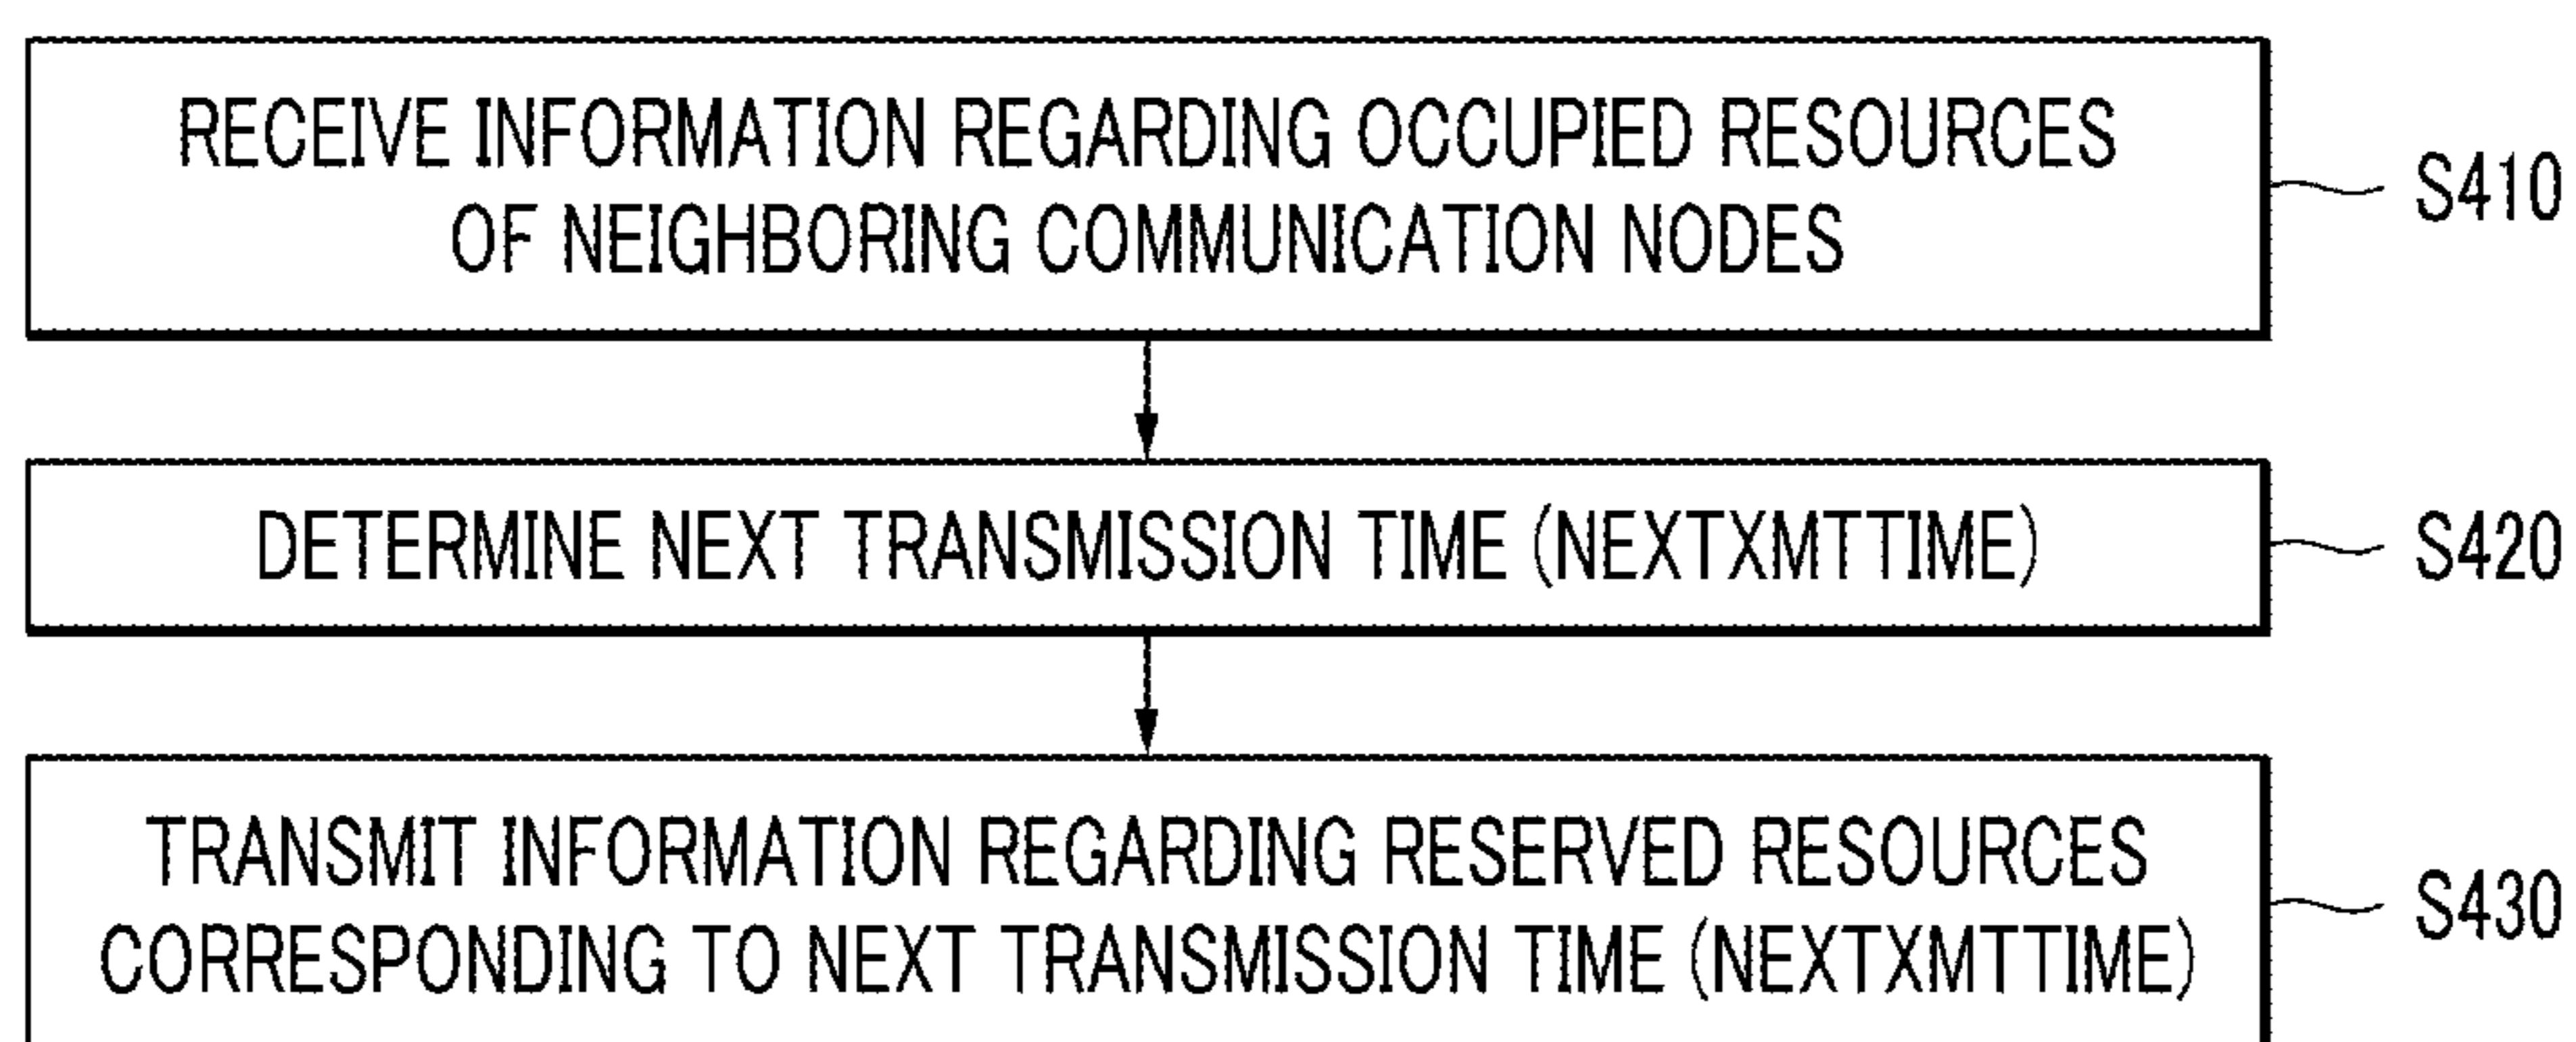 RECEIVE INFORMATION REGARDING OCCUPIED RESOURCES
OF NEIGHBORING COMMUNICATION NODES
S410
DETERMINE NEXT TRANSMISSION TIME (NEXTXMTTIME)
S420
TRANSMIT INFORMATION REGARDING RESERVED RESOURCES
CORRESPONDING TO NEXT TRANSMISSION TIME (NEXTXMTTIME)
S430